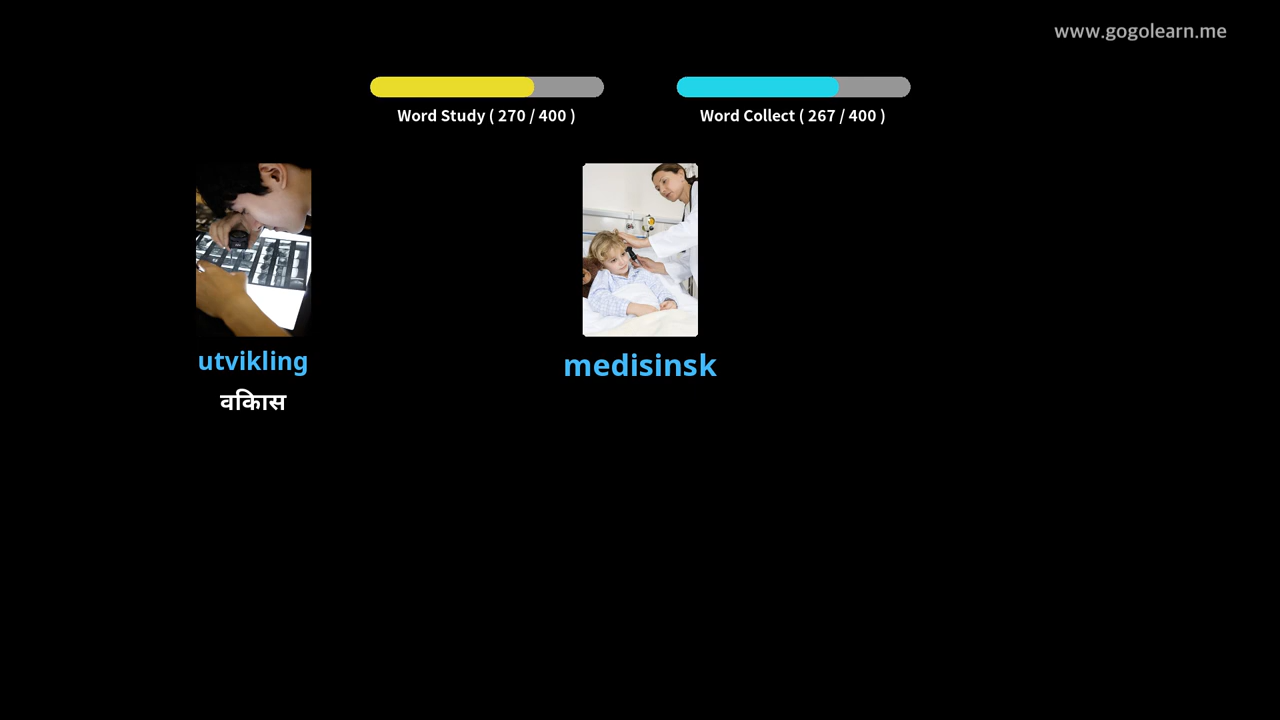 www.gogolearn.me
Word Study ( 270 / 400 )
Word Collect ( 267 / 400 )
utvikling
विकास
medisinsk